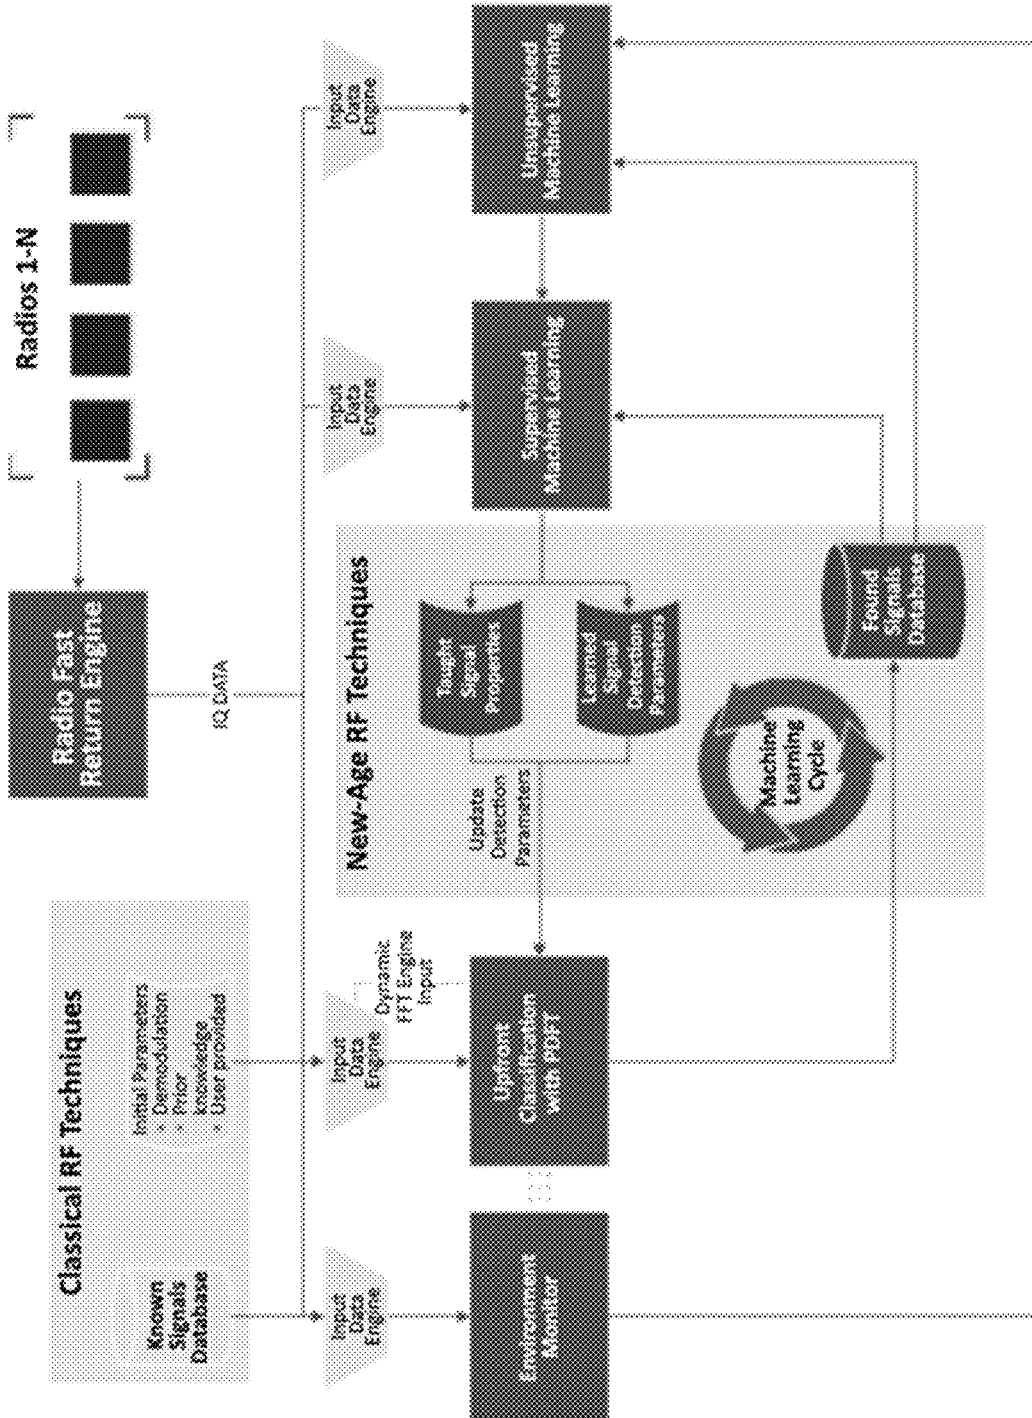 Radios 1-N
Radio Fast
Return Engine
IQ DATA
Classical RF Techniques
Known
Signals
Database
Initial Parameters
• Demodulation
• Prior
knowledge
• User provided
Input
Data
Engine
Input
Data
Engine
Dynamic
FFT Engine
Input
Input
Data
Engine
Input
Data
Engine
Environment
Monitor
Upfront
Classification
with PDFT
New-Age RF Techniques
Update
Detection
Parameters
Tought
Signal
Properties
Learned
Signal
Detection
Parameters
Machine
Learning
Cycle
Found
Signals
Database
Supervised
Machine Learning
Unsupervised
Machine Learning